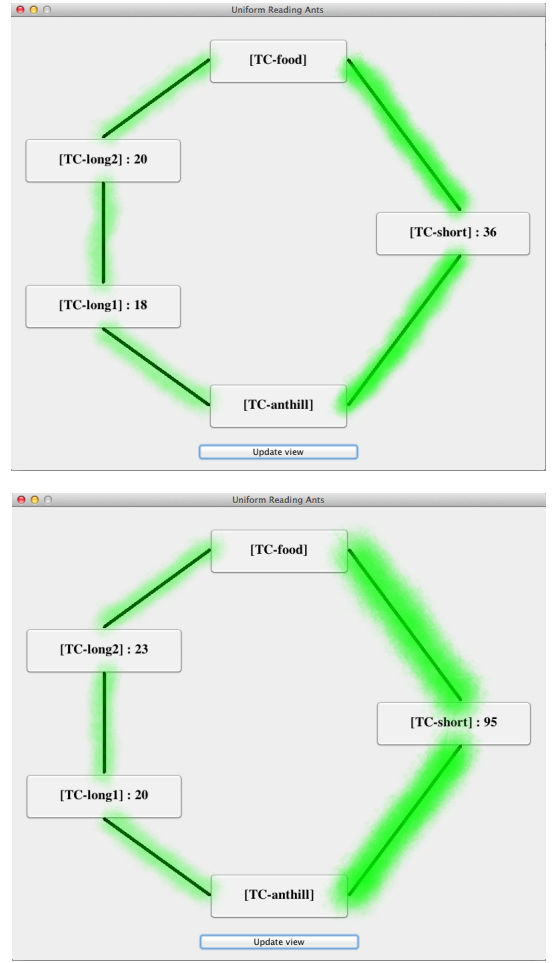 Uniform Reading Ants
[TC-food]
[TC-long2] : 20
[TC-short] : 36
[TC-long1] : 18
[TC-anthill]
Update view
Uniform Reading Ants
[TC-food]
[TC-long2] : 23
[TC-short] : 95
[TC-long1] : 20
[TC-anthill]
Update view